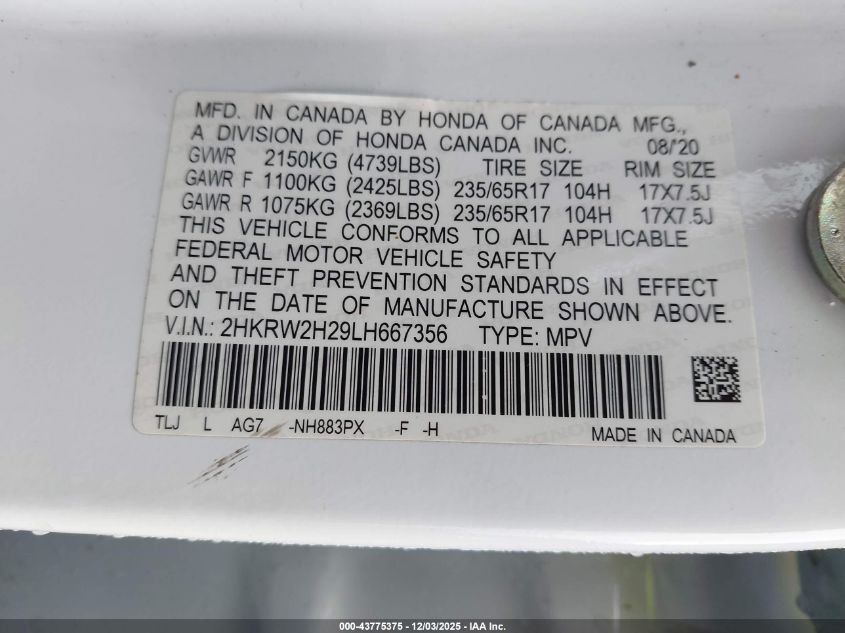 MFD. IN CANADA BY HONDA OF CANADA MFG.,
A DIVISION OF HONDA CANADA INC. 08/'20
GVWR 2150KG (4739LBS) TIRE SIZE RIM SIZE
GAWR F 1100KG (2425LBS) 235/65R17 104H 17X7.5J
GAWR R 1075KG (2369LBS) 235/65R17 104H 17X7.5J
THIS VEHICLE CONFORMS TO ALL APPLICABLE
FEDERAL MOTOR VEHICLE SAFETY
AND THEFT PREVENTION STANDARDS IN EFFECT
ON THE DATE OF MANUFACTURE SHOWN ABOVE.
V.I.N.: 2HKRW2H29LH667356 TYPE: MPV
TLJ L AG7 -NH883PX -F -H MADE IN CANADA
000-43775375 - 12/03/2025 - IAA Inc.